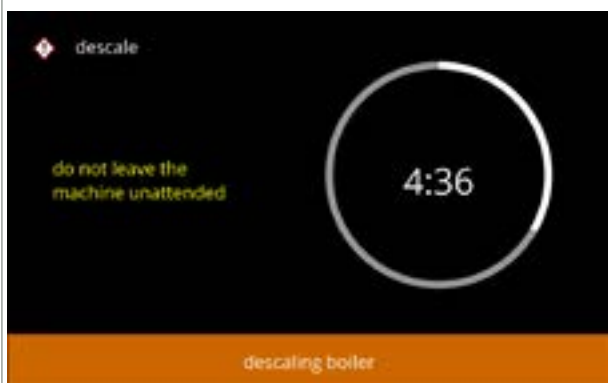 descale
do not leave the
machine unattended
4:36
descaling boiler